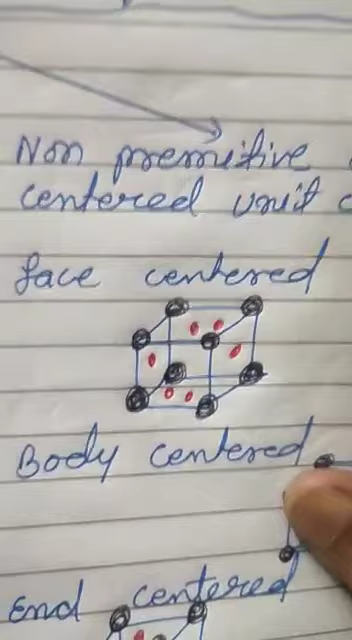 Non premitive
centered unit c
face centered
Body centered
End centered